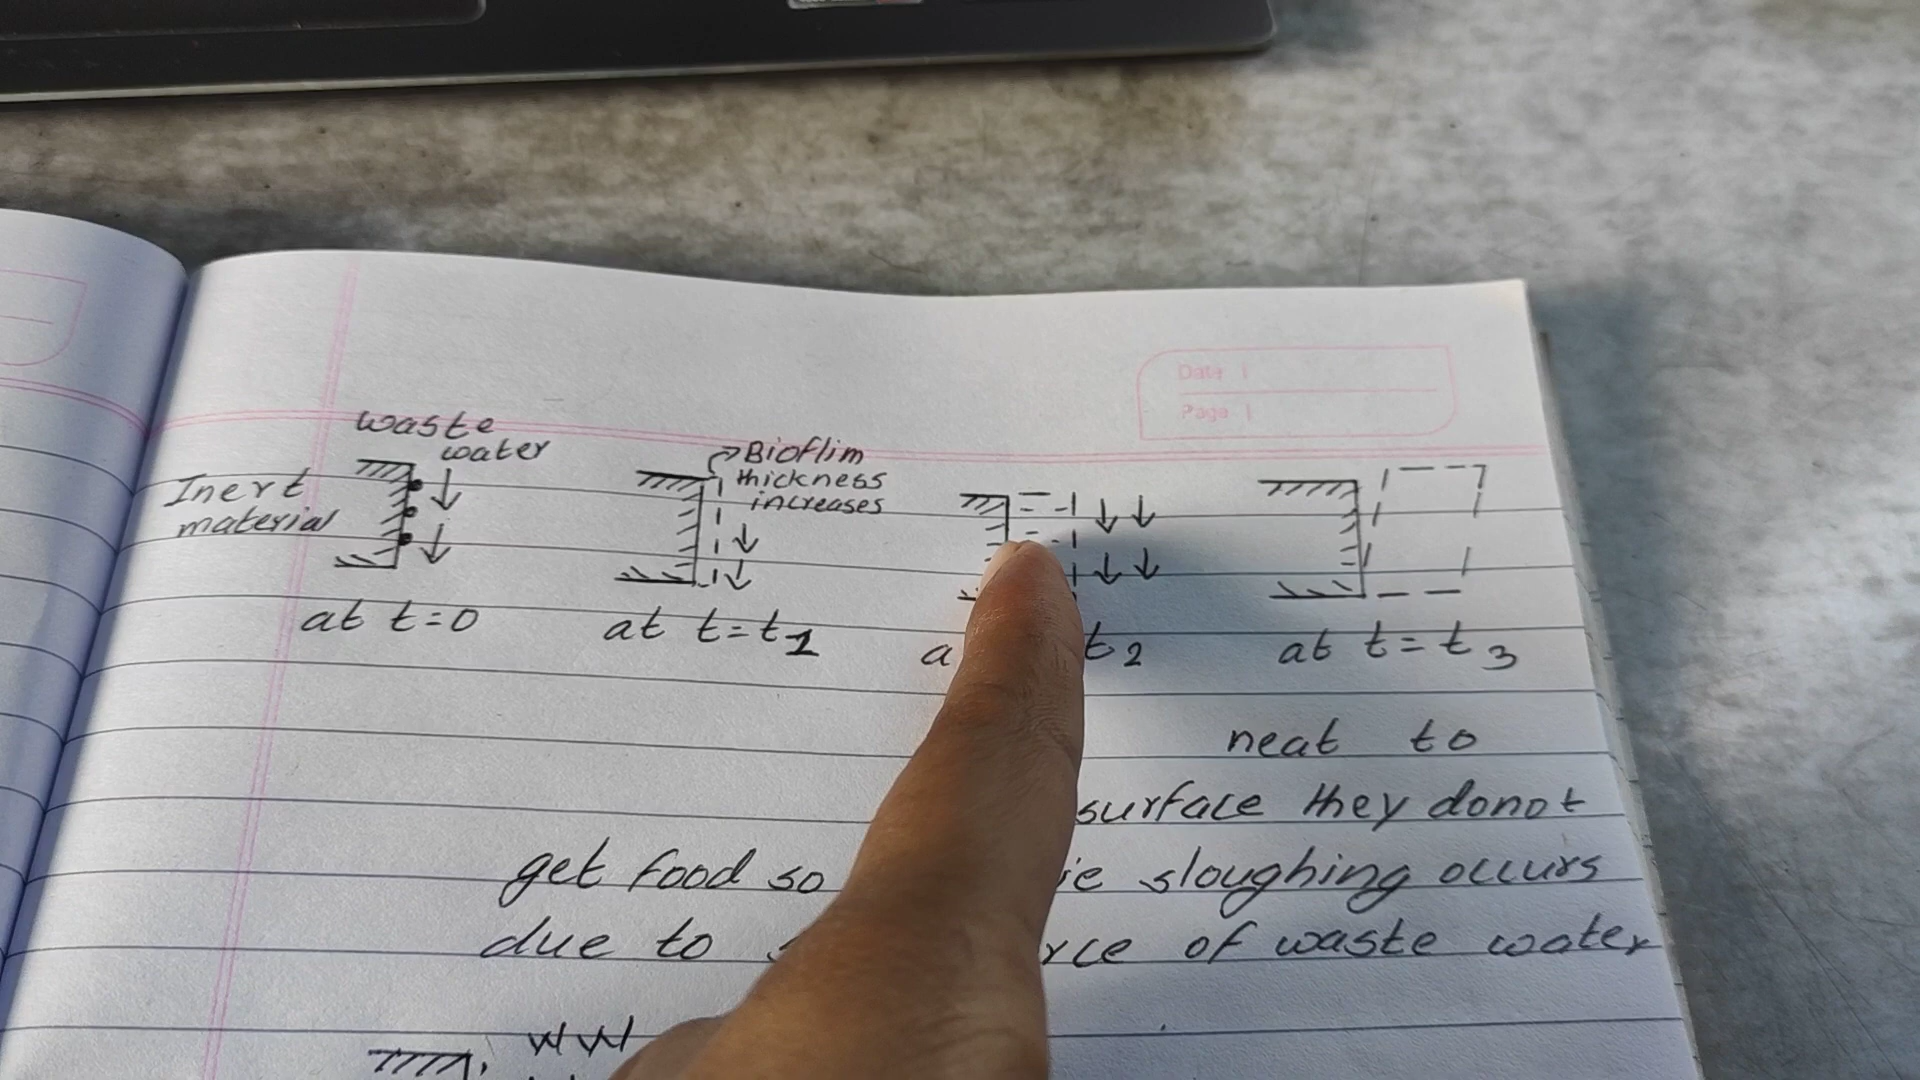 Date
Page
waste
water
Inert
material
at t=0
Bioflim
thickness
increases
at t=t1
t2
at t=t3
neat to
surface they donot
get food so sloughing occurs
due to of waste water
WW